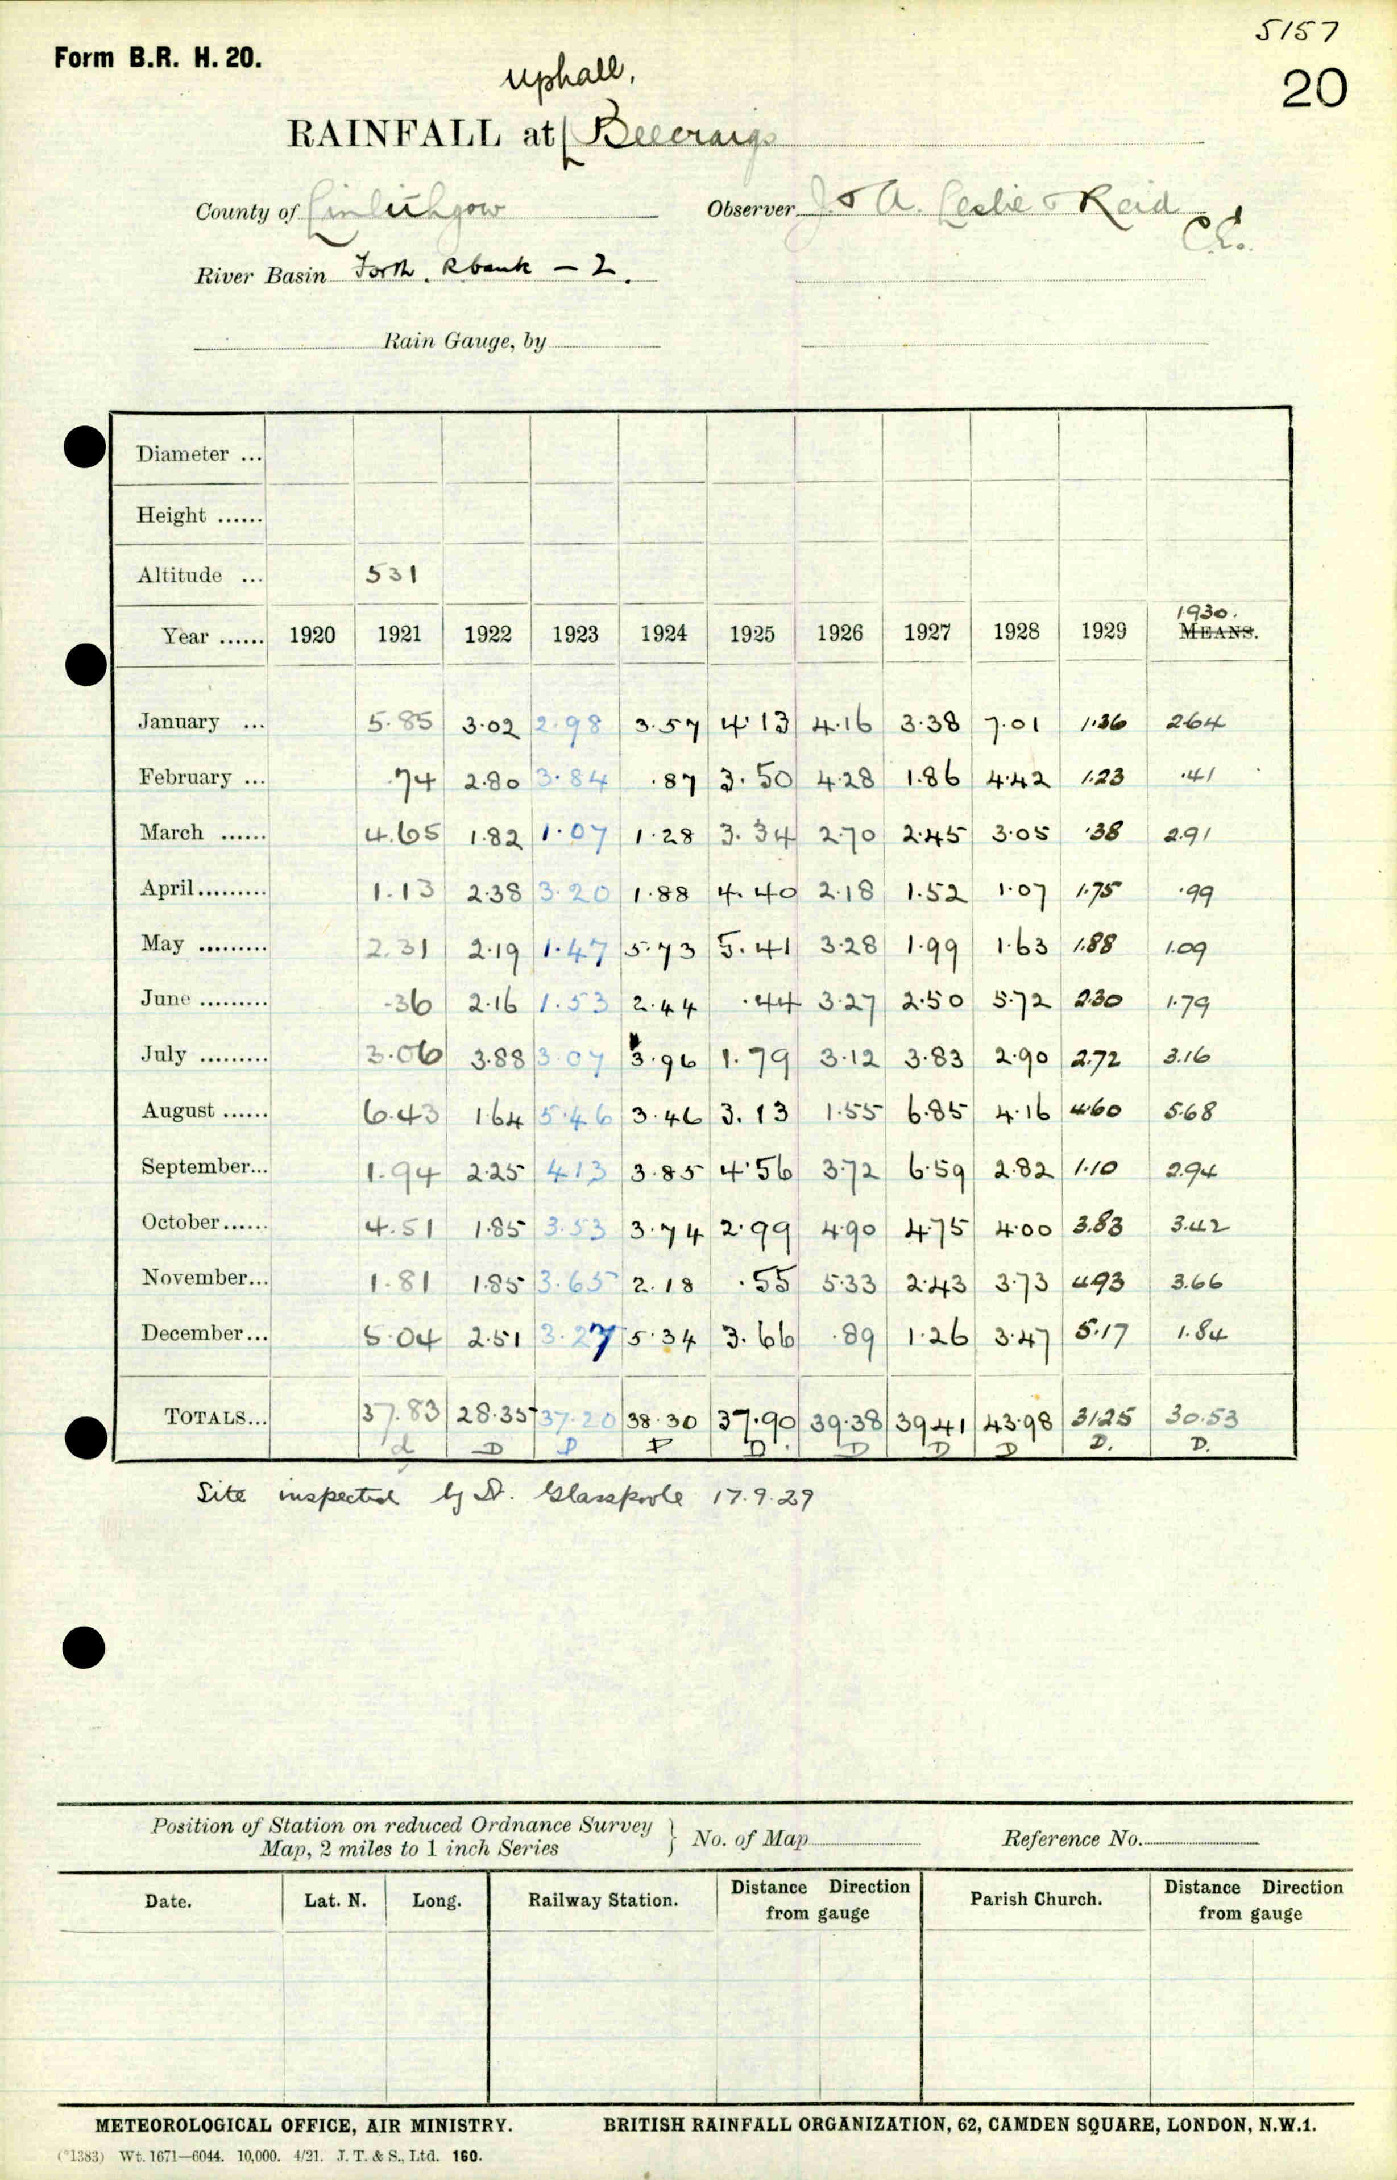 5157
Form B.R. H. 20.
20
Uphall,
RAINFALL at Beecraigs
County of Linlithgow Observer J. & A. Leslie & Reid
C.E.
River Basin Forth. R bank – 2.
Rain Gauge, by
Diameter ...
Height ......
Altitude ... 531
1930.
Year ...... 1920 1921 1922 1923 1924 1925 1926 1927 1928 1929 MEANS.
January ... 5.85 3.02 2.98 3.57 4.13 4.16 3.38 7.01 1.36 2.64
February ... .74 2.80 3.84 .87 3.50 4.28 1.86 4.42 1.23 .41
March ...... 4.65 1.82 1.07 1.28 3.34 2.70 2.45 3.05 .38 2.91
April......... 1.13 2.38 3.20 1.88 4.40 2.18 1.52 1.07 1.75 .99
May ......... 2.31 2.19 1.47 5.73 5.41 3.28 1.99 1.63 1.88 1.09
June ......... .36 2.16 1.53 2.44 .44 3.27 2.50 5.72 2.30 1.79
July ......... 3.06 3.88 3.07 3.96 1.79 3.12 3.83 2.90 2.72 3.16
August ...... 6.43 1.64 5.46 3.46 3.13 1.55 6.85 4.16 4.60 5.68
September... 1.94 2.25 4.13 3.85 4.56 3.72 6.59 2.82 1.10 2.94
October...... 4.51 1.85 3.53 3.74 2.99 4.90 4.75 4.00 3.83 3.42
November... 1.81 1.85 3.65 2.18 .55 5.33 2.43 3.73 4.93 3.66
December... 5.04 2.51 3.27 5.34 3.66 .89 1.26 3.47 5.17 1.84
TOTALS... 37.83 28.35 37.20 38.30 37.90 39.38 39.41 43.98 31.25 30.53
d D D D D. D D D D. D.
Site inspected by Dr. Glasspoole 17.9.29
Position of Station on reduced Ordnance Survey
Map, 2 miles to 1 inch Series } No. of Map Reference No.
Date. Lat. N. Long. Railway Station. Distance Direction from gauge Parish Church. Distance Direction from gauge
METEOROLOGICAL OFFICE, AIR MINISTRY. BRITISH RAINFALL ORGANIZATION, 62, CAMDEN SQUARE, LONDON, N.W.1.
(*1383) Wt. 1671—6044. 10,000. 4/21. J. T. & S., Ltd. 160.